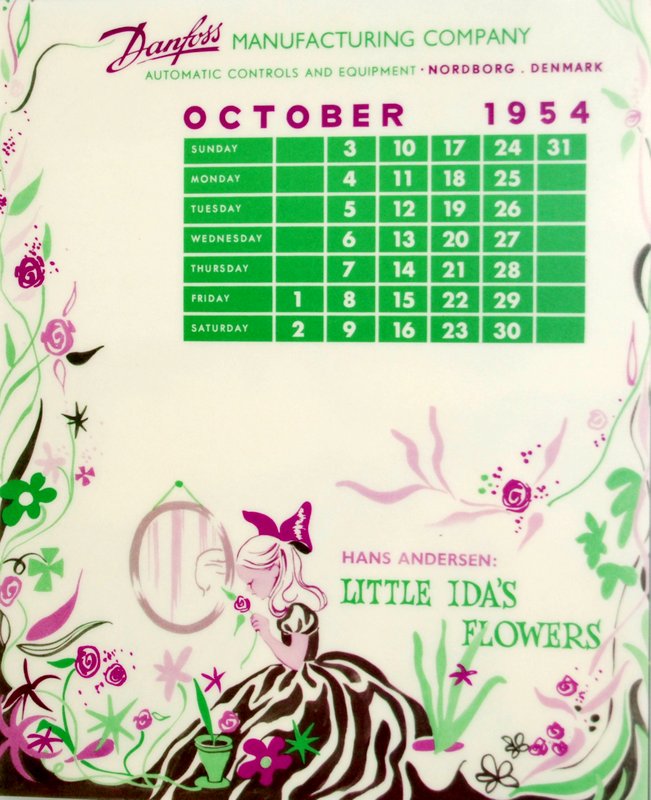 Danfoss MANUFACTURING COMPANY
AUTOMATIC CONTROLS AND EQUIPMENT · NORDBORG . DENMARK
OCTOBER 1954
SUNDAY 3 10 17 24 31
MONDAY 4 11 18 25
TUESDAY 5 12 19 26
WEDNESDAY 6 13 20 27
THURSDAY 7 14 21 28
FRIDAY 1 8 15 22 29
SATURDAY 2 9 16 23 30
HANS ANDERSEN:
LITTLE IDA'S
FLOWERS